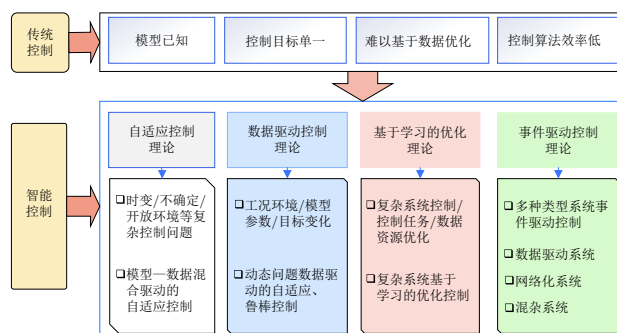 传统
控制
模型已知
控制目标单一
难以基于数据优化
控制算法效率低
智能
控制
自适应控制
理论
数据驱动控制
理论
基于学习的优化
理论
事件驱动控制
理论
时变/不确定/
开放环境等复
杂控制问题
模型—数据混
合驱动的
自适应控制
工况环境/模型
参数/目标变化
动态问题数据驱
动的自适应、
鲁棒控制
复杂系统控制/
控制任务/数据
资源优化
复杂系统基于
学习的优化控制
多种类型系统事
件驱动控制
数据驱动系统
网络化系统
混杂系统